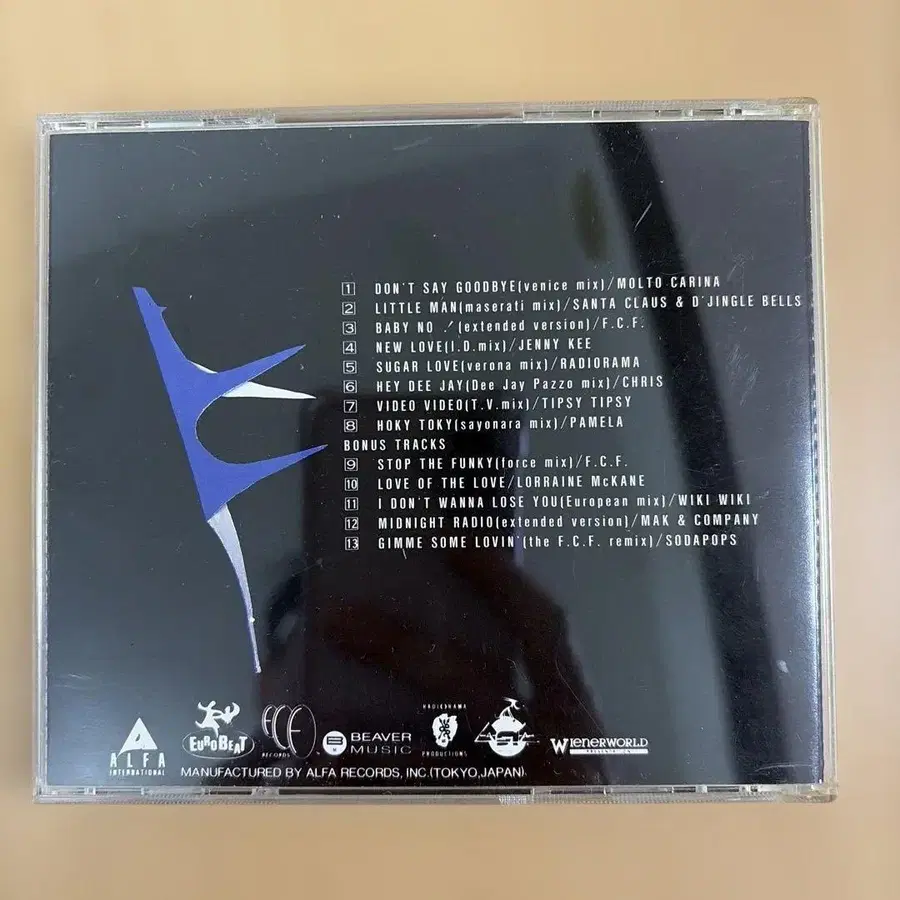 1 DON'T SAY GOODBYE(venice mix)/MOLTO CARINA
2 LITTLE MAN(maserati mix)/SANTA CLAUS & D'JINGLE BELLS
3 BABY NO !(extended version)/F.C.F.
4 NEW LOVE(I.D.mix)/JENNY KEE
5 SUGAR LOVE(verona mix)/RADIORAMA
6 HEY DEE JAY(Dee Jay Pazzo mix)/CHRIS
7 VIDEO VIDEO(T.V.mix)/TIPSY TIPSY
8 HOKY TOKY(sayonara mix)/PAMELA
BONUS TRACKS
9 STOP THE FUNKY(force mix)/F.C.F.
10 LOVE OF THE LOVE/LORRAINE McKANE
11 I DON'T WANNA LOSE YOU(European mix)/WIKI WIKI
12 MIDNIGHT RADIO(extended version)/MAK & COMPANY
13 GIMME SOME LOVIN'(the F.C.F. remix)/SODAPOPS
ALFA
INTERNATIONAL
EUROBEAT
FCF
RECORDS
B BEAVER
MUSIC
RADIORAMA
PRODUCTIONS
WIENERWORLD
MANUFACTURED BY ALFA RECORDS, INC.(TOKYO,JAPAN)